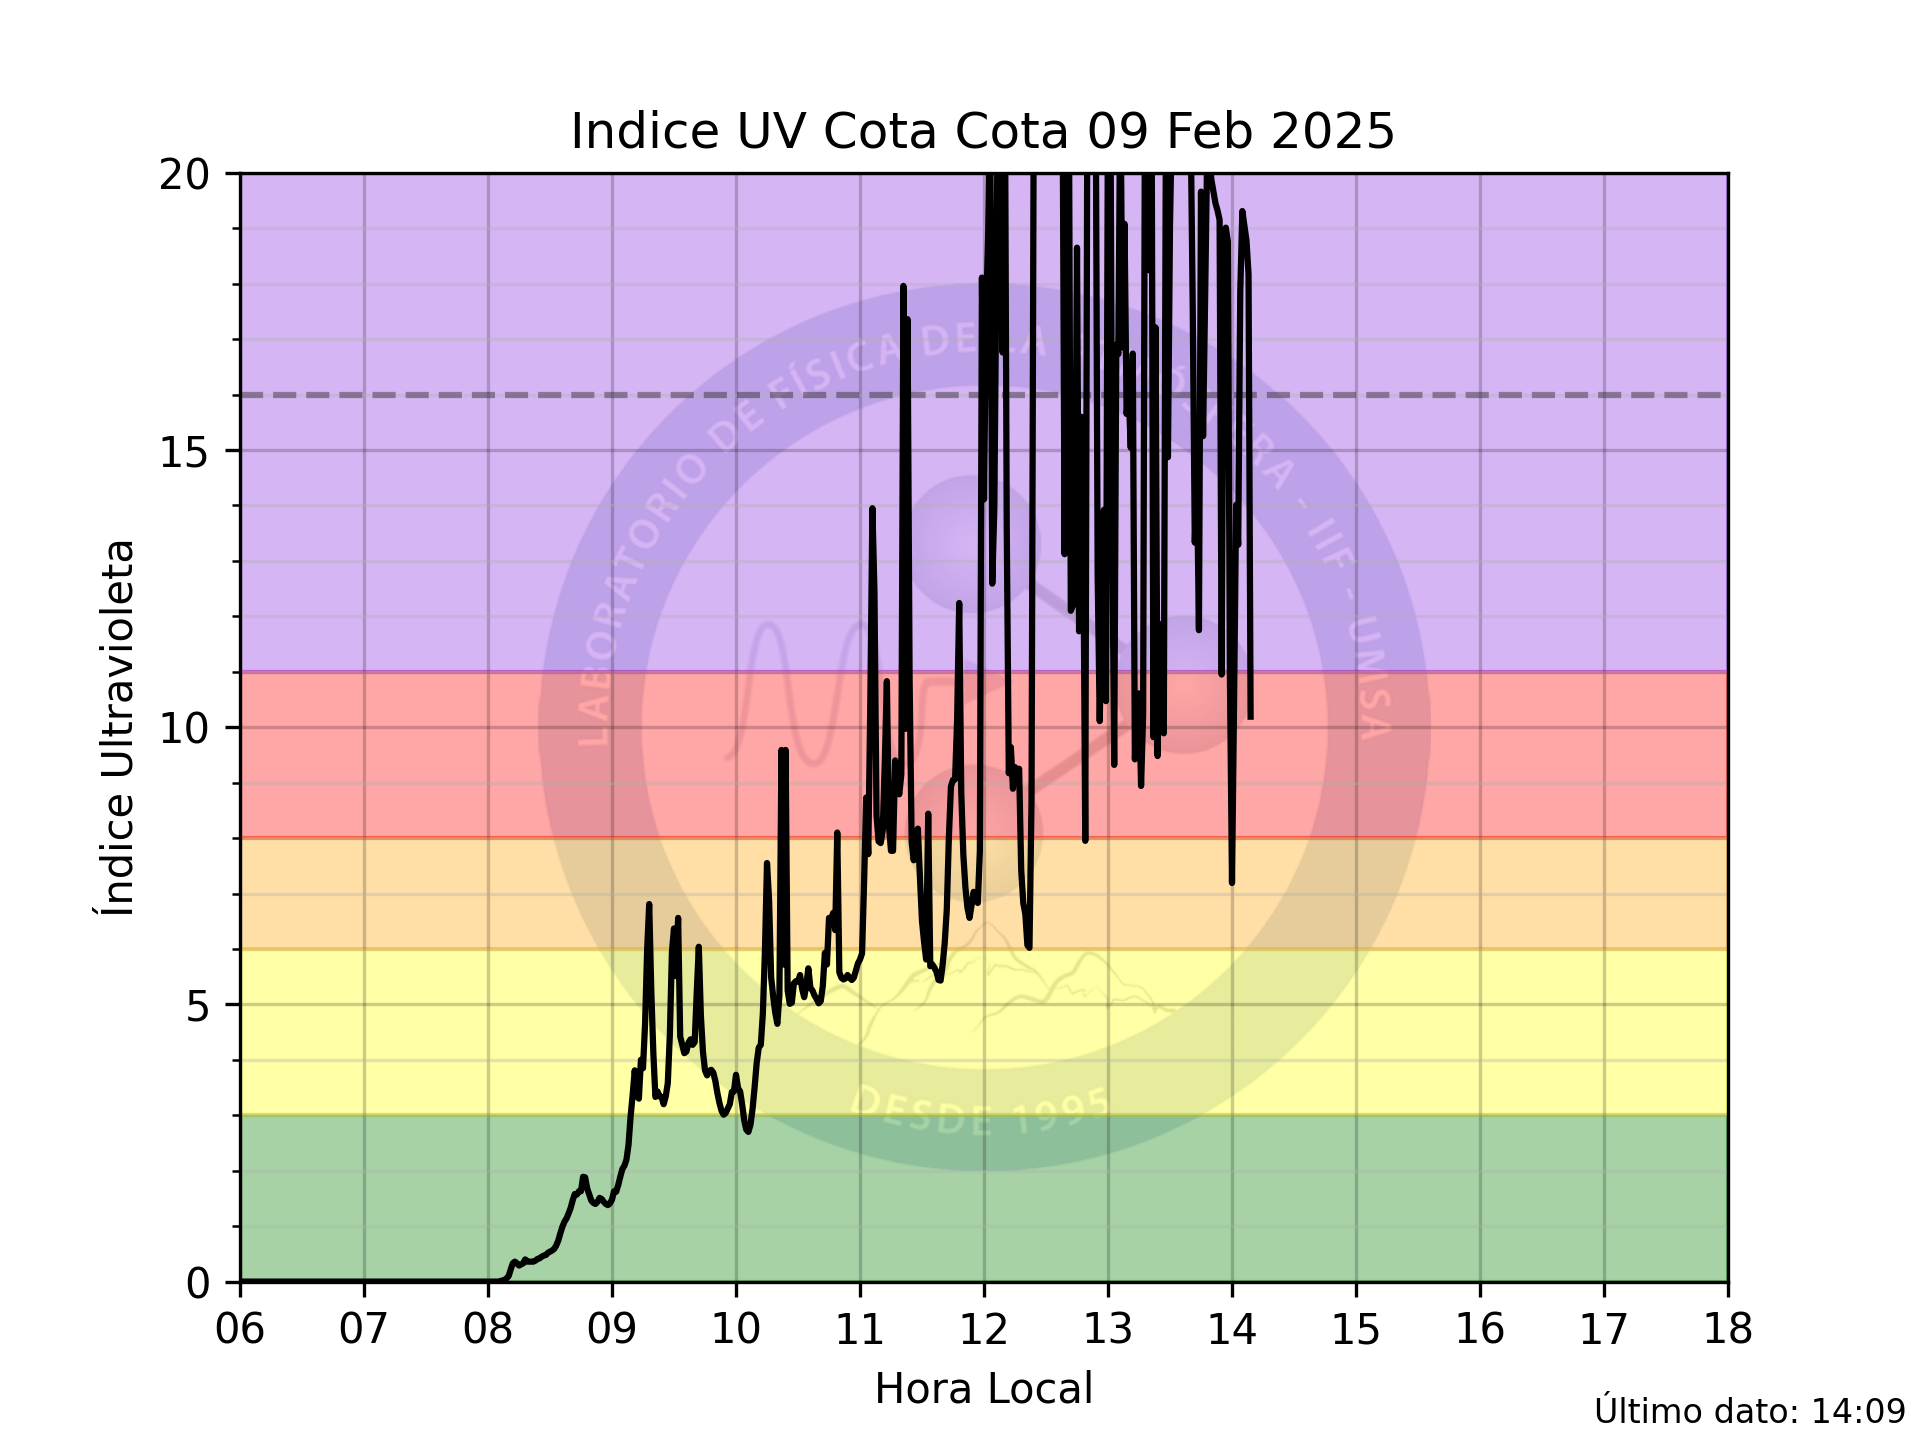 Indice UV Cota Cota 09 Feb 2025
20
15
10
5
0
Índice Ultravioleta
LABORATORIO DE FÍSICA DE LA - IIF - UMSA
DESDE 1995
06 07 08 09 10 11 12 13 14 15 16 17 18
Hora Local
Último dato: 14:09